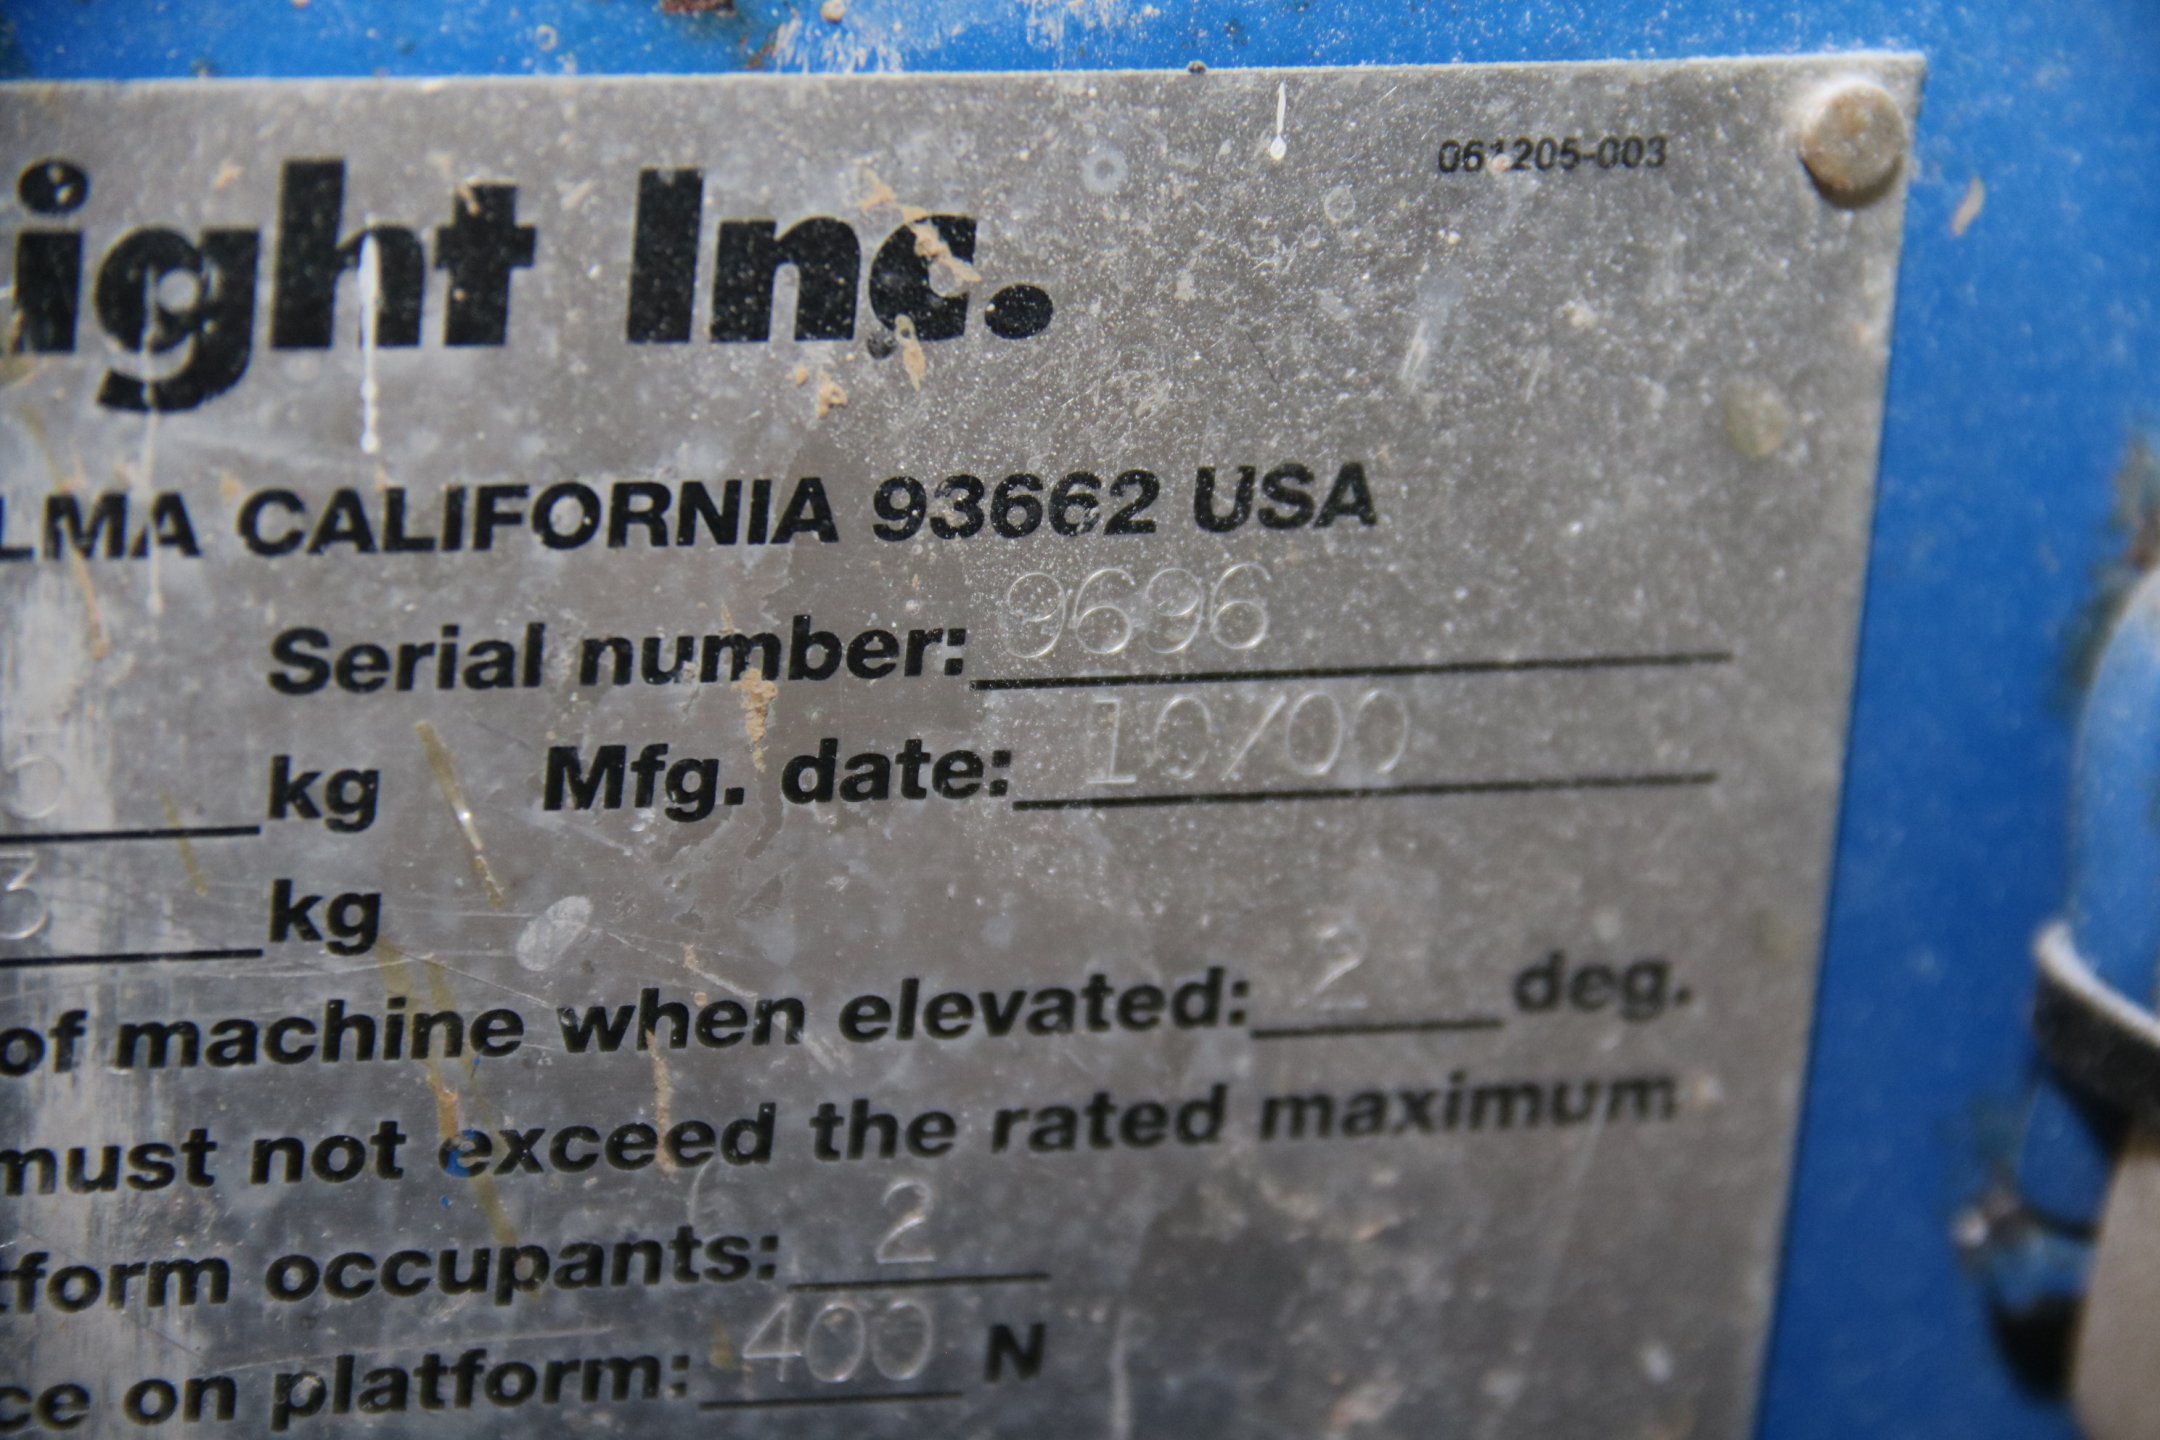 061205-003
ight Inc.
LMA CALIFORNIA 93662 USA
Serial number: 9696
kg Mfg. date: 10/00
3 kg
of machine when elevated: 2 deg.
must not exceed the rated maximum
tform occupants: 2
ce on platform: 400 N